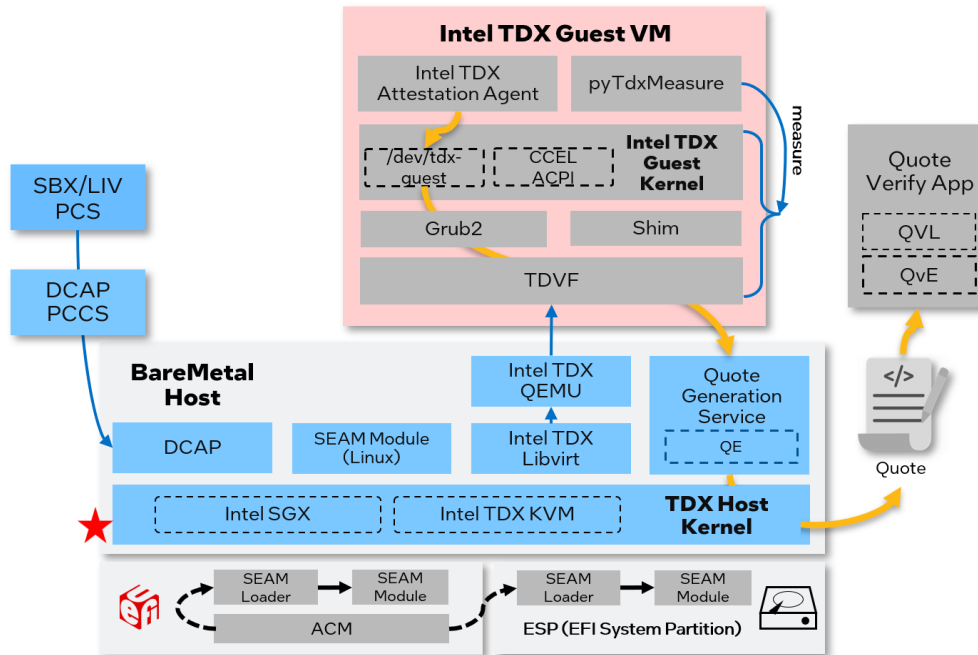 Intel TDX Guest VM
Intel TDX
Attestation Agent
pyTdxMeasure
measure
/dev/tdx-
guest
CCEL
ACPI
Intel TDX
Guest
Kernel
Grub2
Shim
TDVF
SBX/LIV
PCS
DCAP
PCCS
Quote
Verify App
QVL
QvE
</>
Quote
BareMetal
Host
Intel TDX
QEMU
Quote
Generation
Service
QE
DCAP
SEAM Module
(Linux)
Intel TDX
Libvirt
Intel SGX
Intel TDX KVM
TDX Host
Kernel
uefi
SEAM
Loader
SEAM
Module
ACM
SEAM
Loader
SEAM
Module
ESP (EFI System Partition)